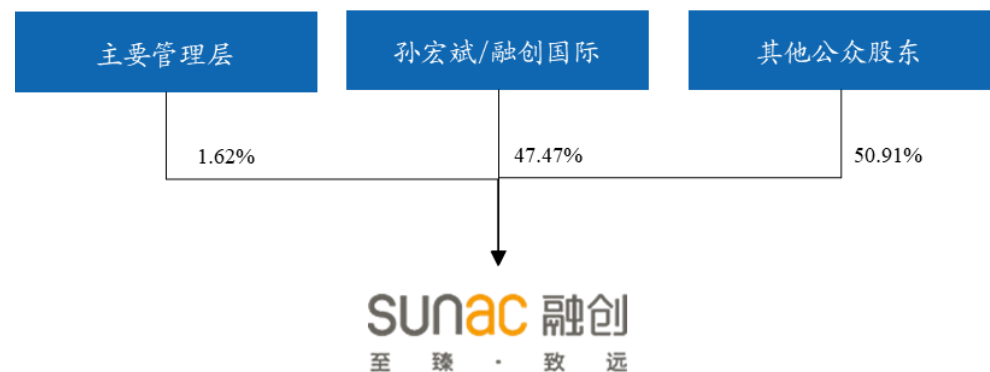 主要管理层
孙宏斌/融创国际
其他公众股东
1.62%
47.47%
50.91%
sunac 融创
至 臻 · 致 远